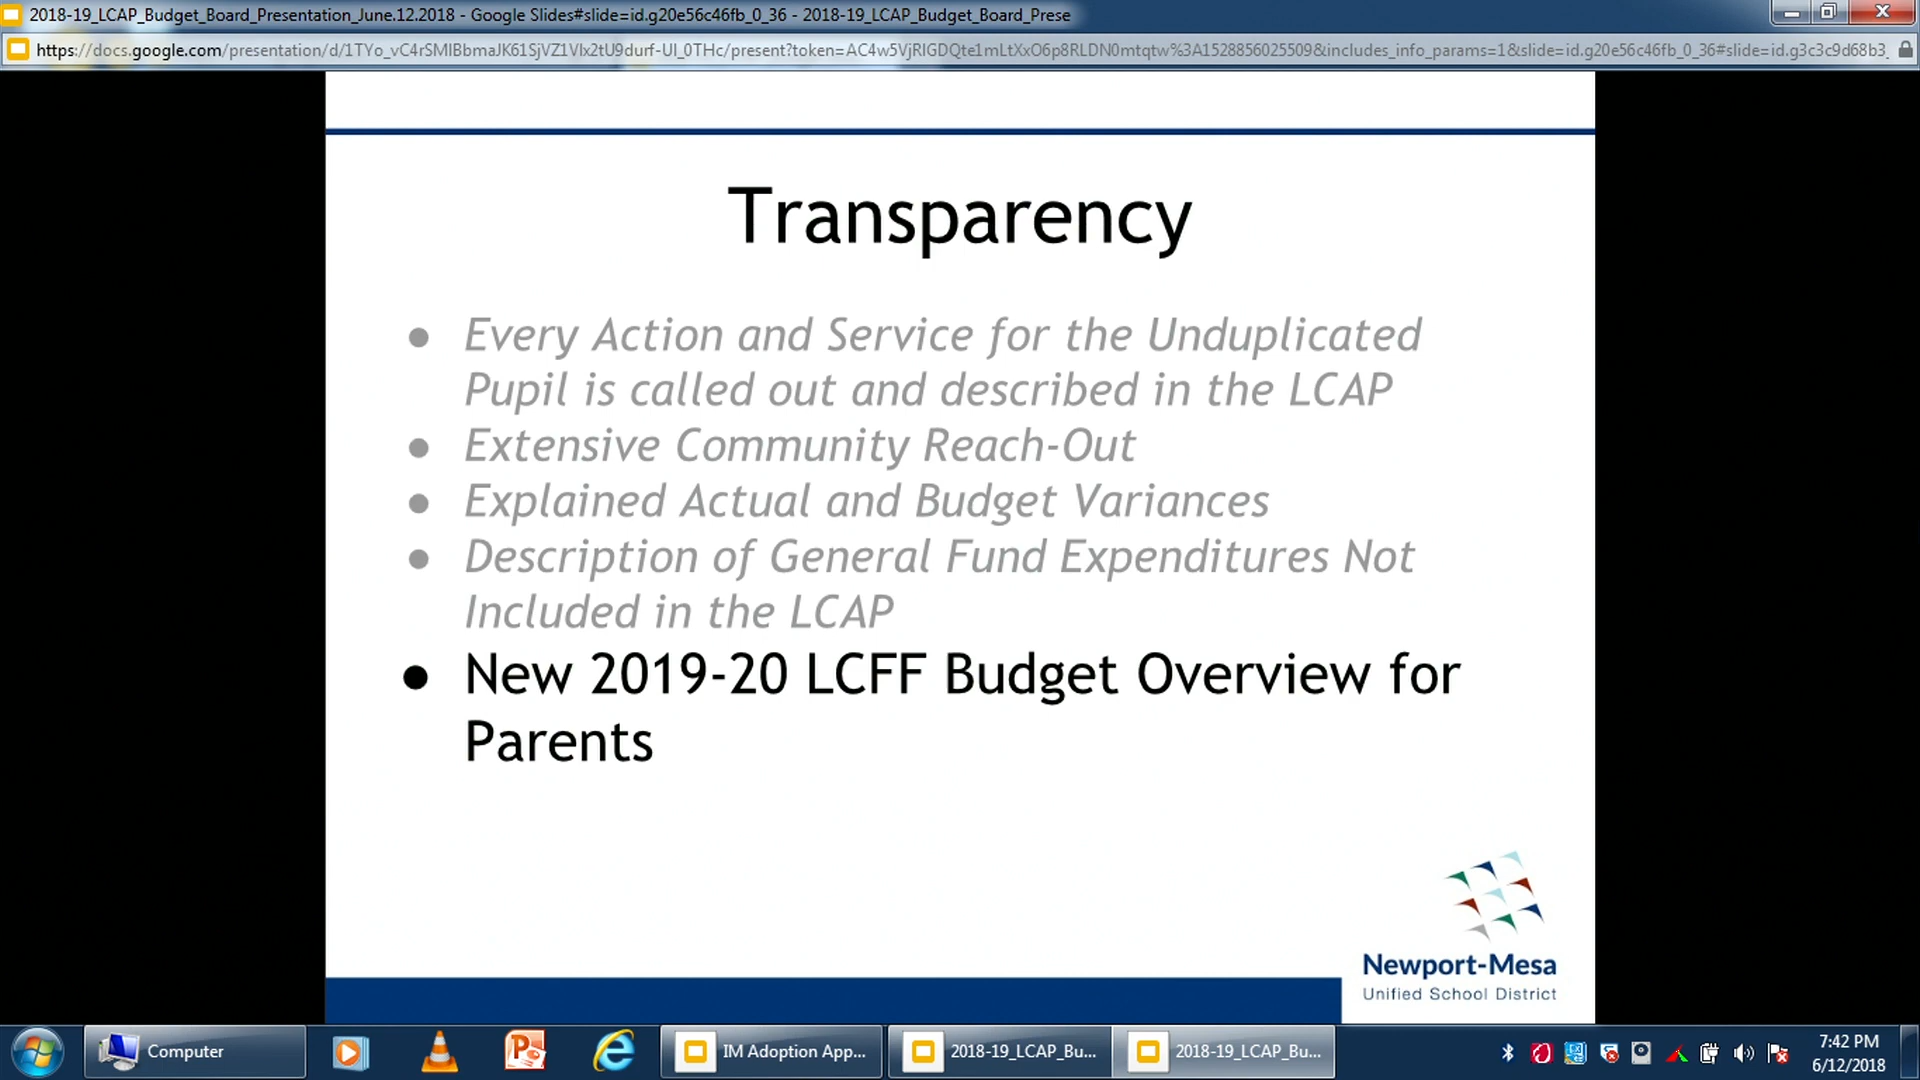 2018-19_LCAP_Budget_Board_Presentation_June.12.2018 - Google Slides#slide=id.g20e56c46fb_0_36 - 2018-19_LCAP_Budget_Board_Prese
https://docs.google.com/presentation/d/1TYo_vC4rSMIBbmaJK61SjVZ1Vlx2tU9durf-UI_0THc/present?token=AC4w5VjRIGDQte1mLtXxO6p8RLDN0mtqtw%3A1528856025509&includes_info_params=1&slide=id.g20e56c46fb_0_36#slide=id.g3c3c9d68b3_
Transparency
● Every Action and Service for the Unduplicated
Pupil is called out and described in the LCAP
● Extensive Community Reach-Out
● Explained Actual and Budget Variances
● Description of General Fund Expenditures Not
Included in the LCAP
● New 2019-20 LCFF Budget Overview for
Parents
Newport-Mesa
Unified School District
Computer
IM Adoption App...
2018-19_LCAP_Bu...
2018-19_LCAP_Bu...
7:42 PM
6/12/2018